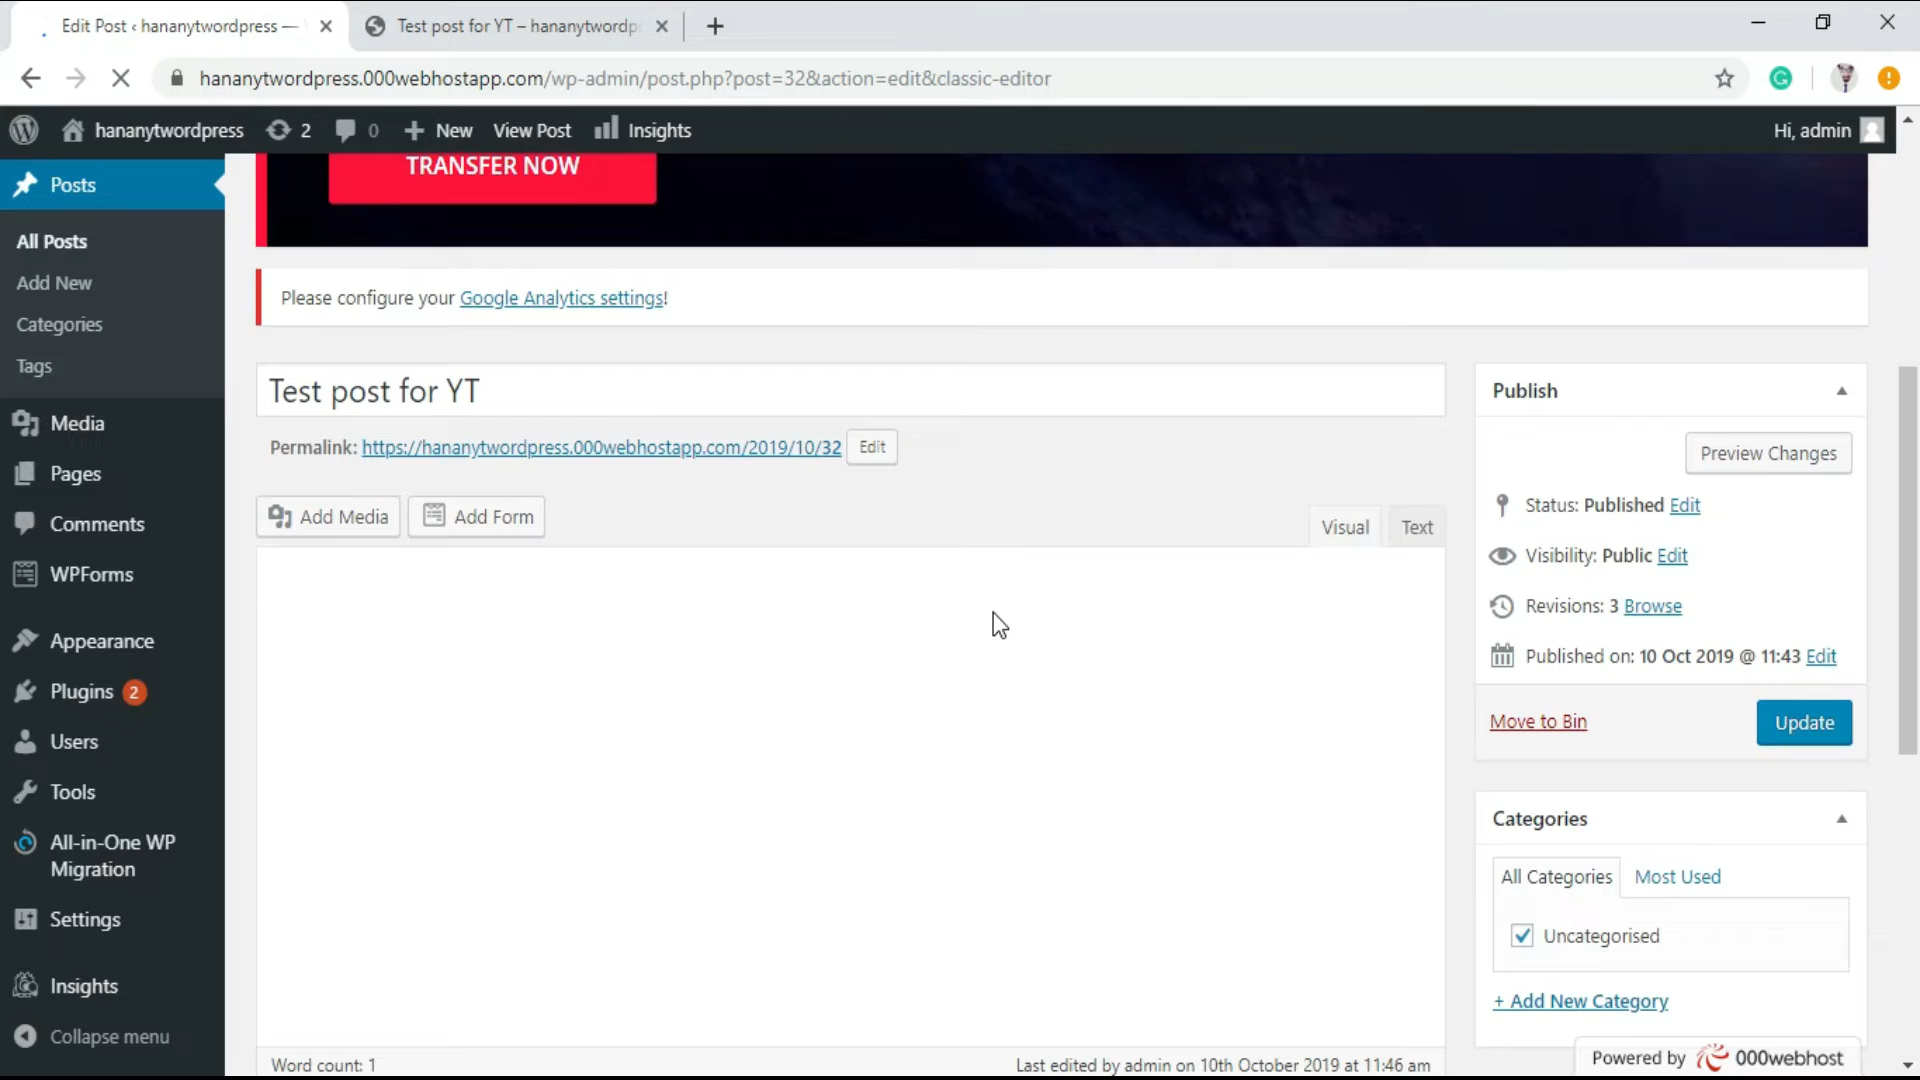 Edit Post ‹ hananytwordpress —
Test post for YT – hananytwordp
hananytwordpress.000webhostapp.com/wp-admin/post.php?post=32&action=edit&classic-editor
hananytwordpress
2
0
New
View Post
Insights
Hi, admin
Posts
All Posts
Add New
Categories
Tags
Media
Pages
Comments
WPForms
Appearance
Plugins 2
Users
Tools
All-in-One WP
Migration
Settings
Insights
Collapse menu
TRANSFER NOW
Please configure your Google Analytics settings!
Test post for YT
Permalink: https://hananytwordpress.000webhostapp.com/2019/10/32 Edit
Add Media
Add Form
Visual
Text
Word count: 1
Last edited by admin on 10th October 2019 at 11:46 am
Publish
Preview Changes
Status: Published Edit
Visibility: Public Edit
Revisions: 3 Browse
Published on: 10 Oct 2019 @ 11:43 Edit
Move to Bin
Update
Categories
All Categories
Most Used
Uncategorised
+ Add New Category
Powered by 000webhost